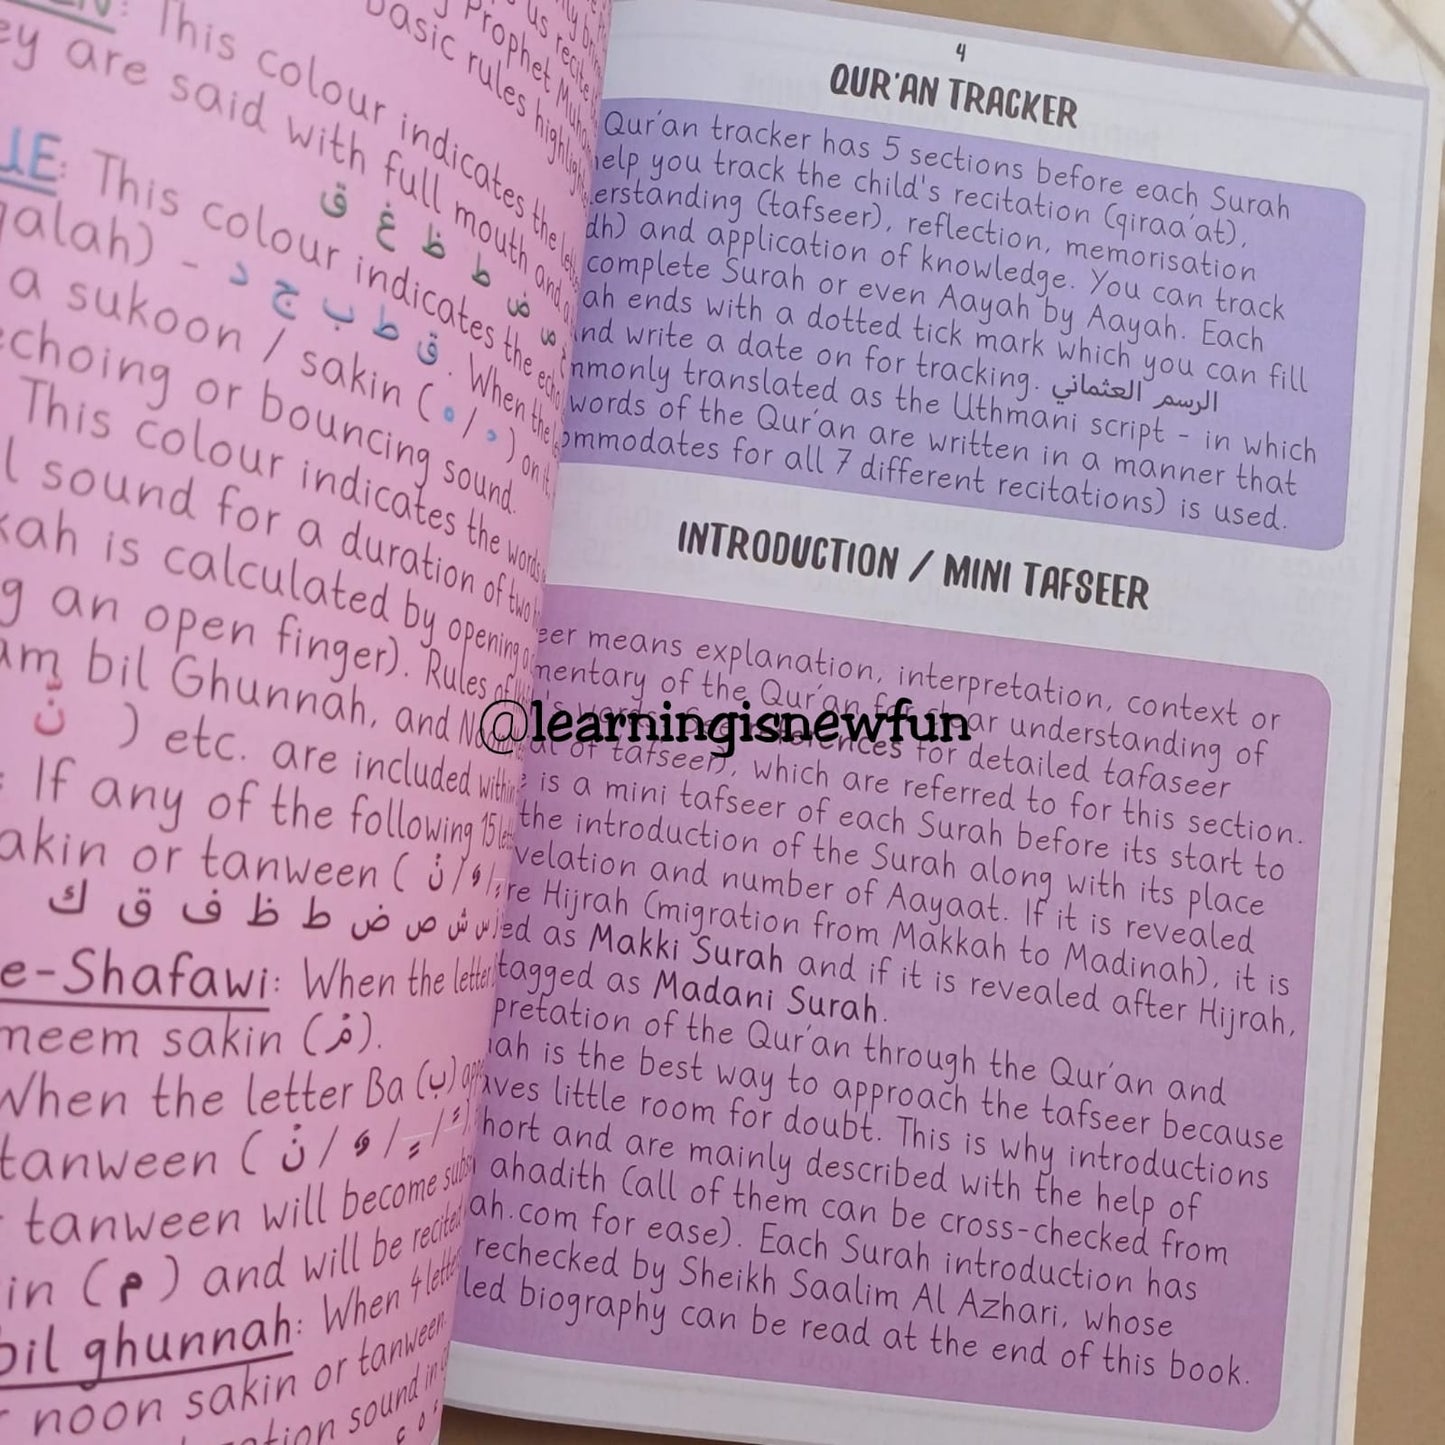 This colour indicates the
ey are said with full mouth and
ق غ ظ ط ض ص
UE: This colour indicates the echo
qalah) - ق ط ب ج د . When the
a sukoon / sakin ( ) on it,
echoing or bouncing sound.
This colour indicates the words
l sound for a duration of two
kah is calculated by opening
g an open finger). Rules of
am bil Ghunnah, and
) etc. are included within
: If any of the following 15
akin or tanween (
ك ق ف ظ ط ض ص ش س
e-Shafawi: When the letter
meem sakin (مْ).
When the letter Ba (ب)
tanween (
tanween will become
in (م) and will be recited
bil ghunnah: When 4
noon sakin or tanween.
sound in
Prophet
basic rules
us recite
4
QUR'AN TRACKER
Qur'an tracker has 5 sections before each Surah
help you track the child's recitation (qiraa'at),
erstanding (tafseer), reflection, memorisation
dh) and application of knowledge. You can track
complete Surah or even Aayah by Aayah. Each
ah ends with a dotted tick mark which you can fill
and write a date on for tracking. الرسم العثماني
mmonly translated as the Uthmani script - in which
words of the Qur'an are written in a manner that
ommodates for all 7 different recitations) is used.
INTRODUCTION / MINI TAFSEER
eer means explanation, interpretation, context or
mentary of the Qur'an for clear understanding of
for detailed tafaseer
@learningisnewfun
al of tafseer), which are referred to for this section.
is a mini tafseer of each Surah before its start to
the introduction of the Surah along with its place
velation and number of Aayaat. If it is revealed
re Hijrah (migration from Makkah to Madinah), it is
ed as Makki Surah and if it is revealed after Hijrah,
tagged as Madani Surah.
pretation of the Qur'an through the Qur'an and
ah is the best way to approach the tafseer because
aves little room for doubt. This is why introductions
hort and are mainly described with the help of
ahadith (all of them can be cross-checked from
ah.com for ease). Each Surah introduction has
rechecked by Sheikh Saalim Al Azhari, whose
led biography can be read at the end of this book.